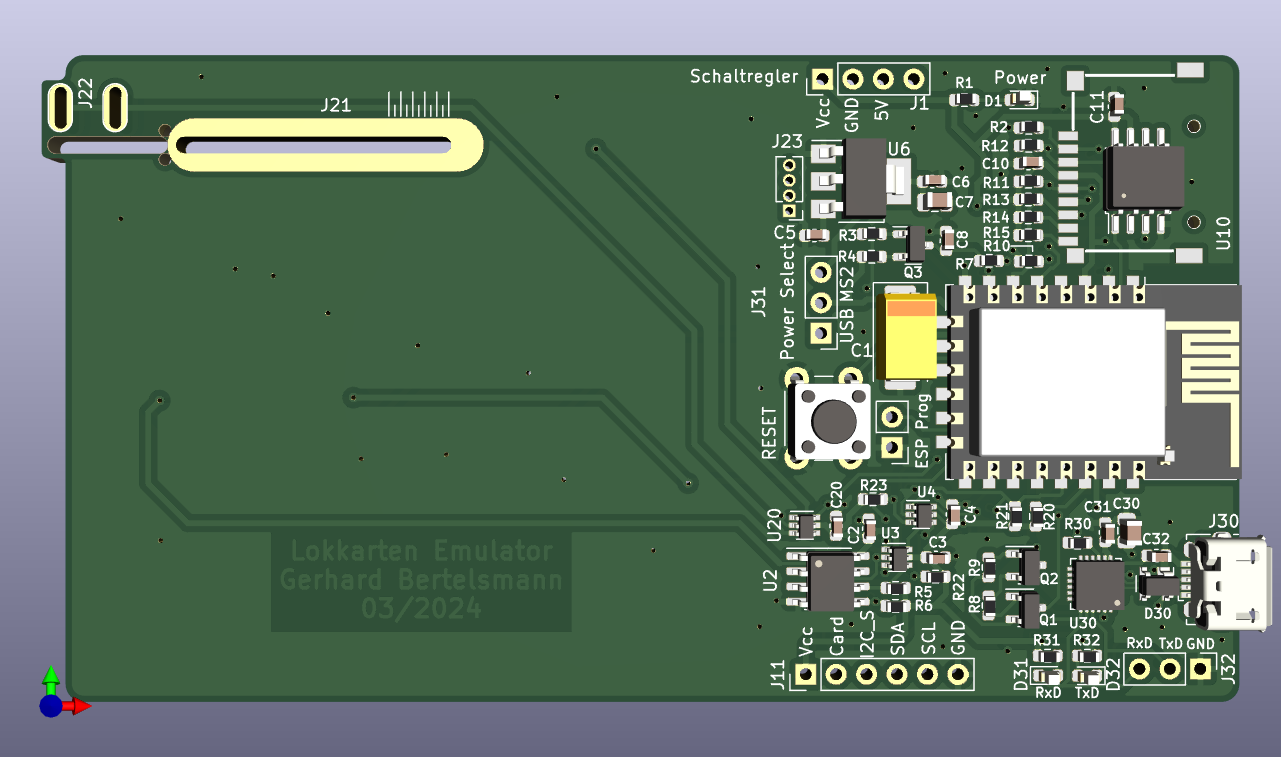 J22
J21
Schaltregler
Vcc
GND
5V
J1
R1
Power
D1
C11
R2
R12
C10
R11
R13
R14
R15
R10
R7
U10
J23
U6
C6
C7
C5
R3
R4
C8
Q3
J31
Power Select
USB MS2
C1
RESET
ESP Prog
R23
U4
C4
U20
C20
C2
U3
C3
U2
R5
R6
R22
R21
R20
R9
R8
Q2
Q1
R30
C31
C30
C32
J30
U30
D30
Lokkarten Emulator
Gerhard Bertelsmann
03/2024
J11
Vcc
Card
I2C_S
SDA
SCL
GND
R31
R32
D31
RxD
TxD
D32
RxD TxD GND
J32